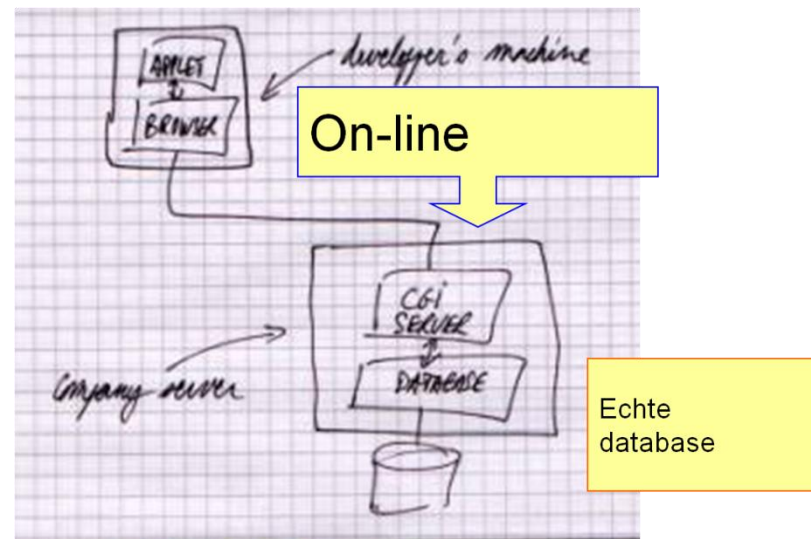 APPLET
developer's machine
BROWSER
On-line
CGI
SERVER
company server
DATABASE
Echte
database